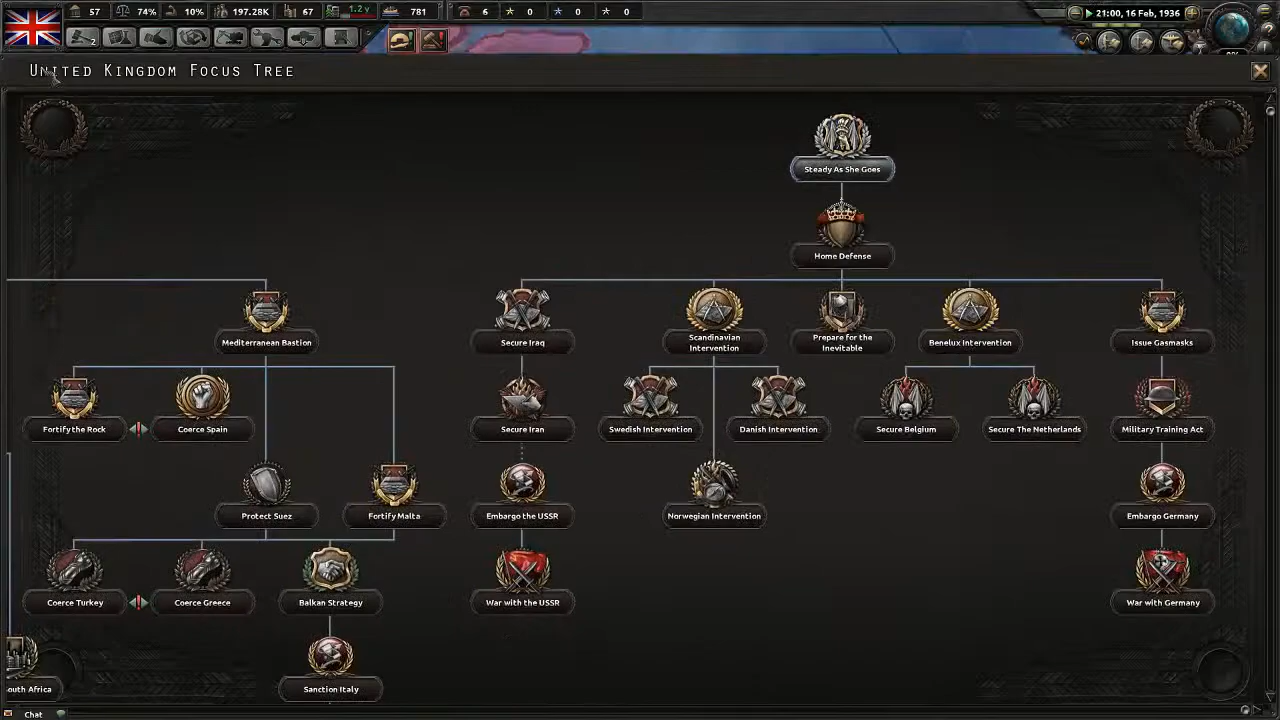 57 74% 10% 197.28K 67 1.2 y 781 6 0 0 0 21:00, 16 Feb, 1936
United Kingdom Focus Tree
Steady As She Goes
Home Defense
Mediterranean Bastion
Secure Iraq
Scandinavian
Intervention
Prepare for the
Inevitable
Benelux Intervention
Issue Gasmasks
Fortify the Rock
Coerce Spain
Secure Iran
Swedish Intervention
Danish Intervention
Secure Belgium
Secure The Netherlands
Military Training Act
Protect Suez
Fortify Malta
Embargo the USSR
Norwegian Intervention
Embargo Germany
Coerce Turkey
Coerce Greece
Balkan Strategy
War with the USSR
War with Germany
outh Africa
Sanction Italy
Chat